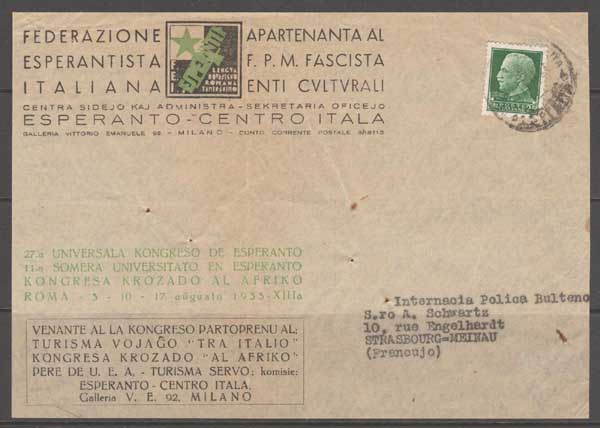 FEDERAZIONE
ESPERANTISTA
ITALIANA
APARTENANTA AL
F. P. M. FASCISTA
ENTI CVLTVRALI
CENTRA SIDEJO KAJ ADMINISTRA - SEKRETARIA OFICEJO
ESPERANTO - CENTRO ITALA
GALLERIA VITTORIO EMANUELE 92 - MILANO - CONTO CORRENTE POSTALE
27.a UNIVERSALA KONGRESO DE ESPERANTO
11-a SOMERA UNIVERSITATO EN ESPERANTO
KONGRESA KROZADO AL AFRIKO
ROMA - 3 - 10 - 17 aŭgusto 1935 - XIIIa
VENANTE AL LA KONGRESO PARTOPRENU AL:
TURISMA VOJAĜO "TRA ITALIO"
KONGRESA KROZADO "AL AFRIKO"
PERE DE U. E. A. - TURISMA SERVO; komisie:
ESPERANTO - CENTRO ITALA
Galleria V. E. 92, MILANO
Internacia Polica Bulteno
S.ro A. Schwartz
10, rue Engelhardt
STRASBOURG=MEINAU
(Francujo)